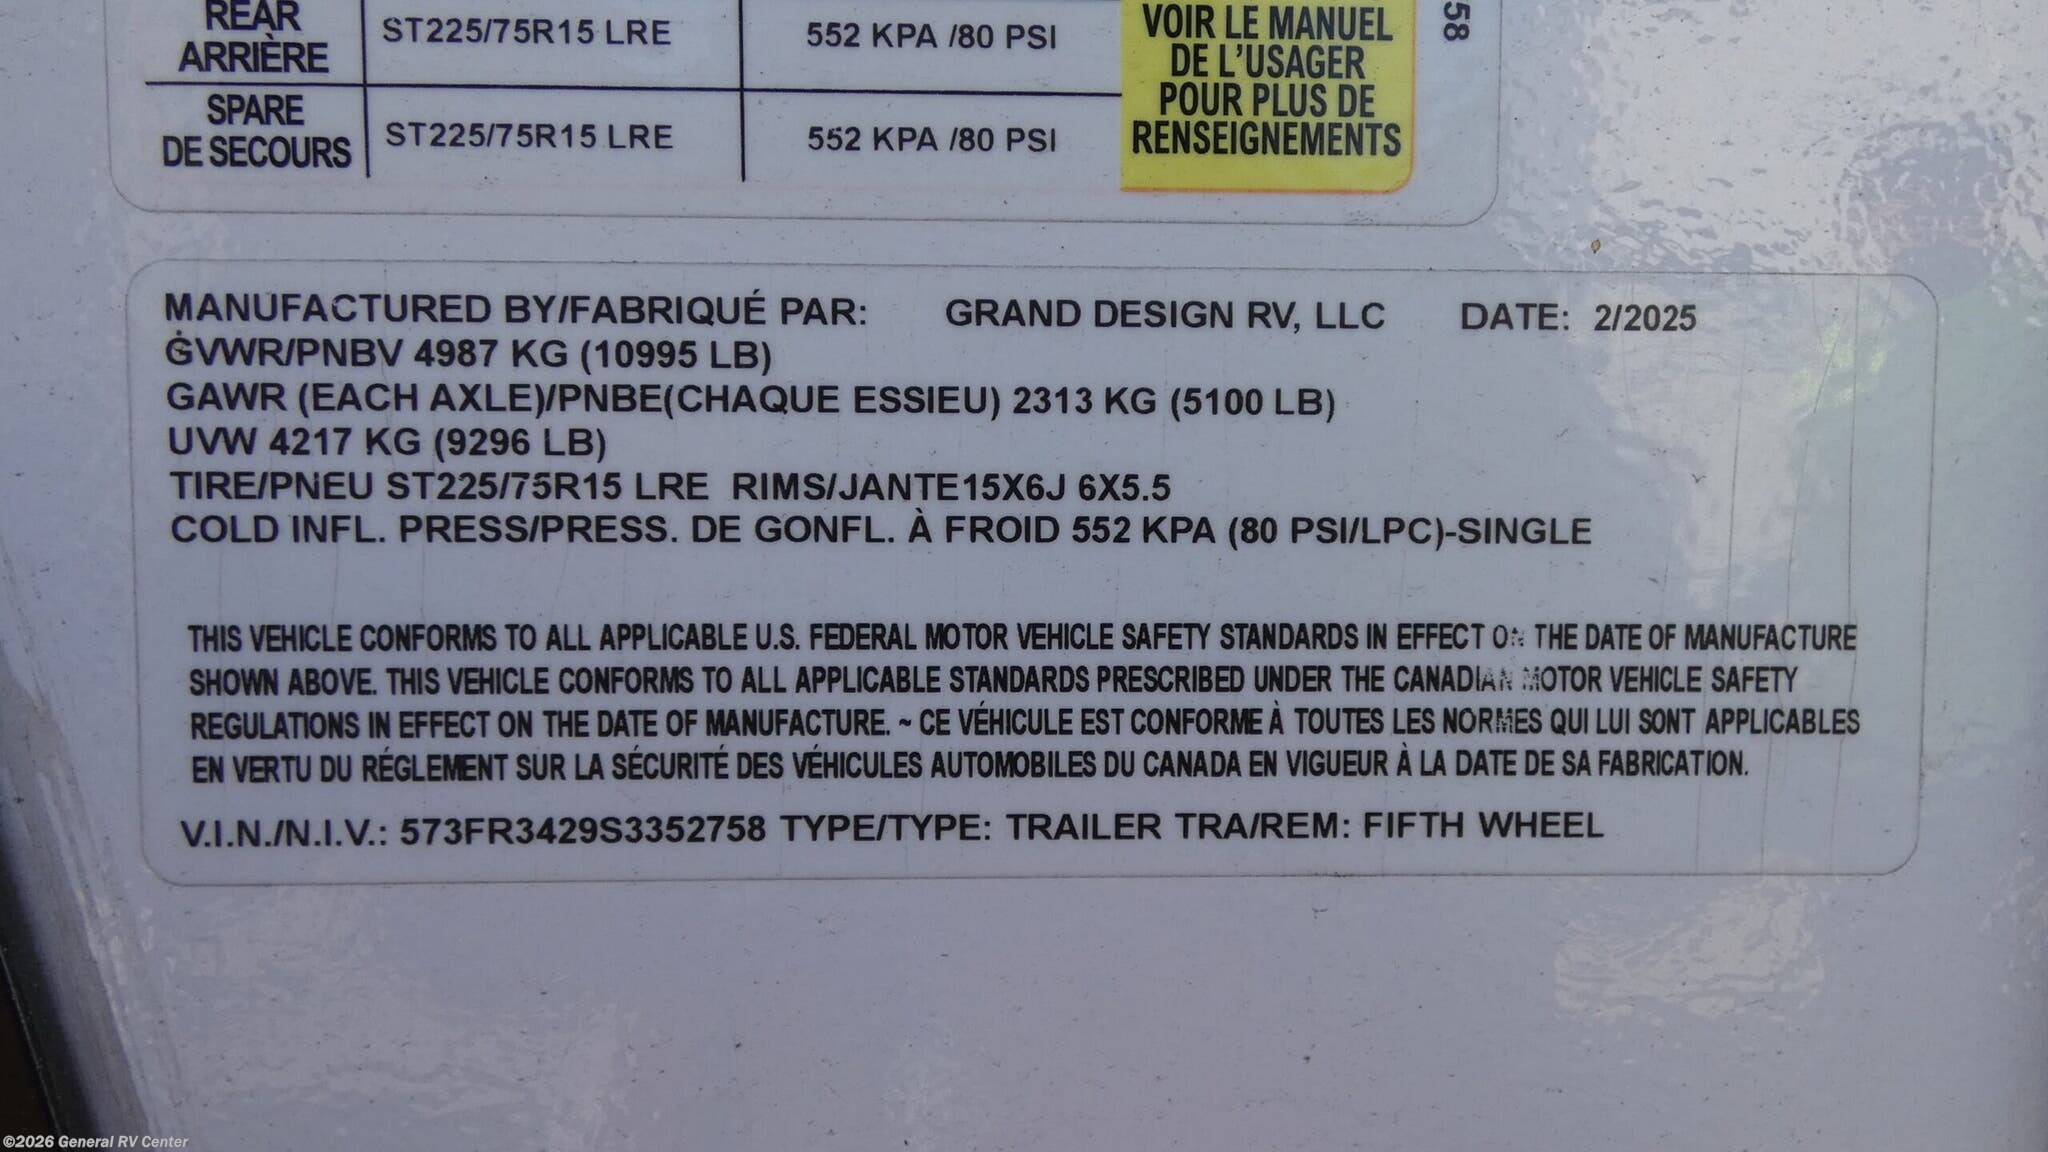 REAR
ARRIÈRE
ST225/75R15 LRE
552 KPA /80 PSI
SPARE
DE SECOURS
ST225/75R15 LRE
552 KPA /80 PSI
VOIR LE MANUEL
DE L'USAGER
POUR PLUS DE
RENSEIGNEMENTS
58
MANUFACTURED BY/FABRIQUÉ PAR: GRAND DESIGN RV, LLC DATE: 2/2025
GVWR/PNBV 4987 KG (10995 LB)
GAWR (EACH AXLE)/PNBE(CHAQUE ESSIEU) 2313 KG (5100 LB)
UVW 4217 KG (9296 LB)
TIRE/PNEU ST225/75R15 LRE RIMS/JANTE15X6J 6X5.5
COLD INFL. PRESS/PRESS. DE GONFL. À FROID 552 KPA (80 PSI/LPC)-SINGLE
THIS VEHICLE CONFORMS TO ALL APPLICABLE U.S. FEDERAL MOTOR VEHICLE SAFETY STANDARDS IN EFFECT ON THE DATE OF MANUFACTURE
SHOWN ABOVE. THIS VEHICLE CONFORMS TO ALL APPLICABLE STANDARDS PRESCRIBED UNDER THE CANADIAN MOTOR VEHICLE SAFETY
REGULATIONS IN EFFECT ON THE DATE OF MANUFACTURE. ~ CE VÉHICULE EST CONFORME À TOUTES LES NORMES QUI LUI SONT APPLICABLES
EN VERTU DU RÉGLEMENT SUR LA SÉCURITÉ DES VÉHICULES AUTOMOBILES DU CANADA EN VIGUEUR À LA DATE DE SA FABRICATION.
V.I.N./N.I.V.: 573FR3429S3352758 TYPE/TYPE: TRAILER TRA/REM: FIFTH WHEEL
©2026 General RV Center